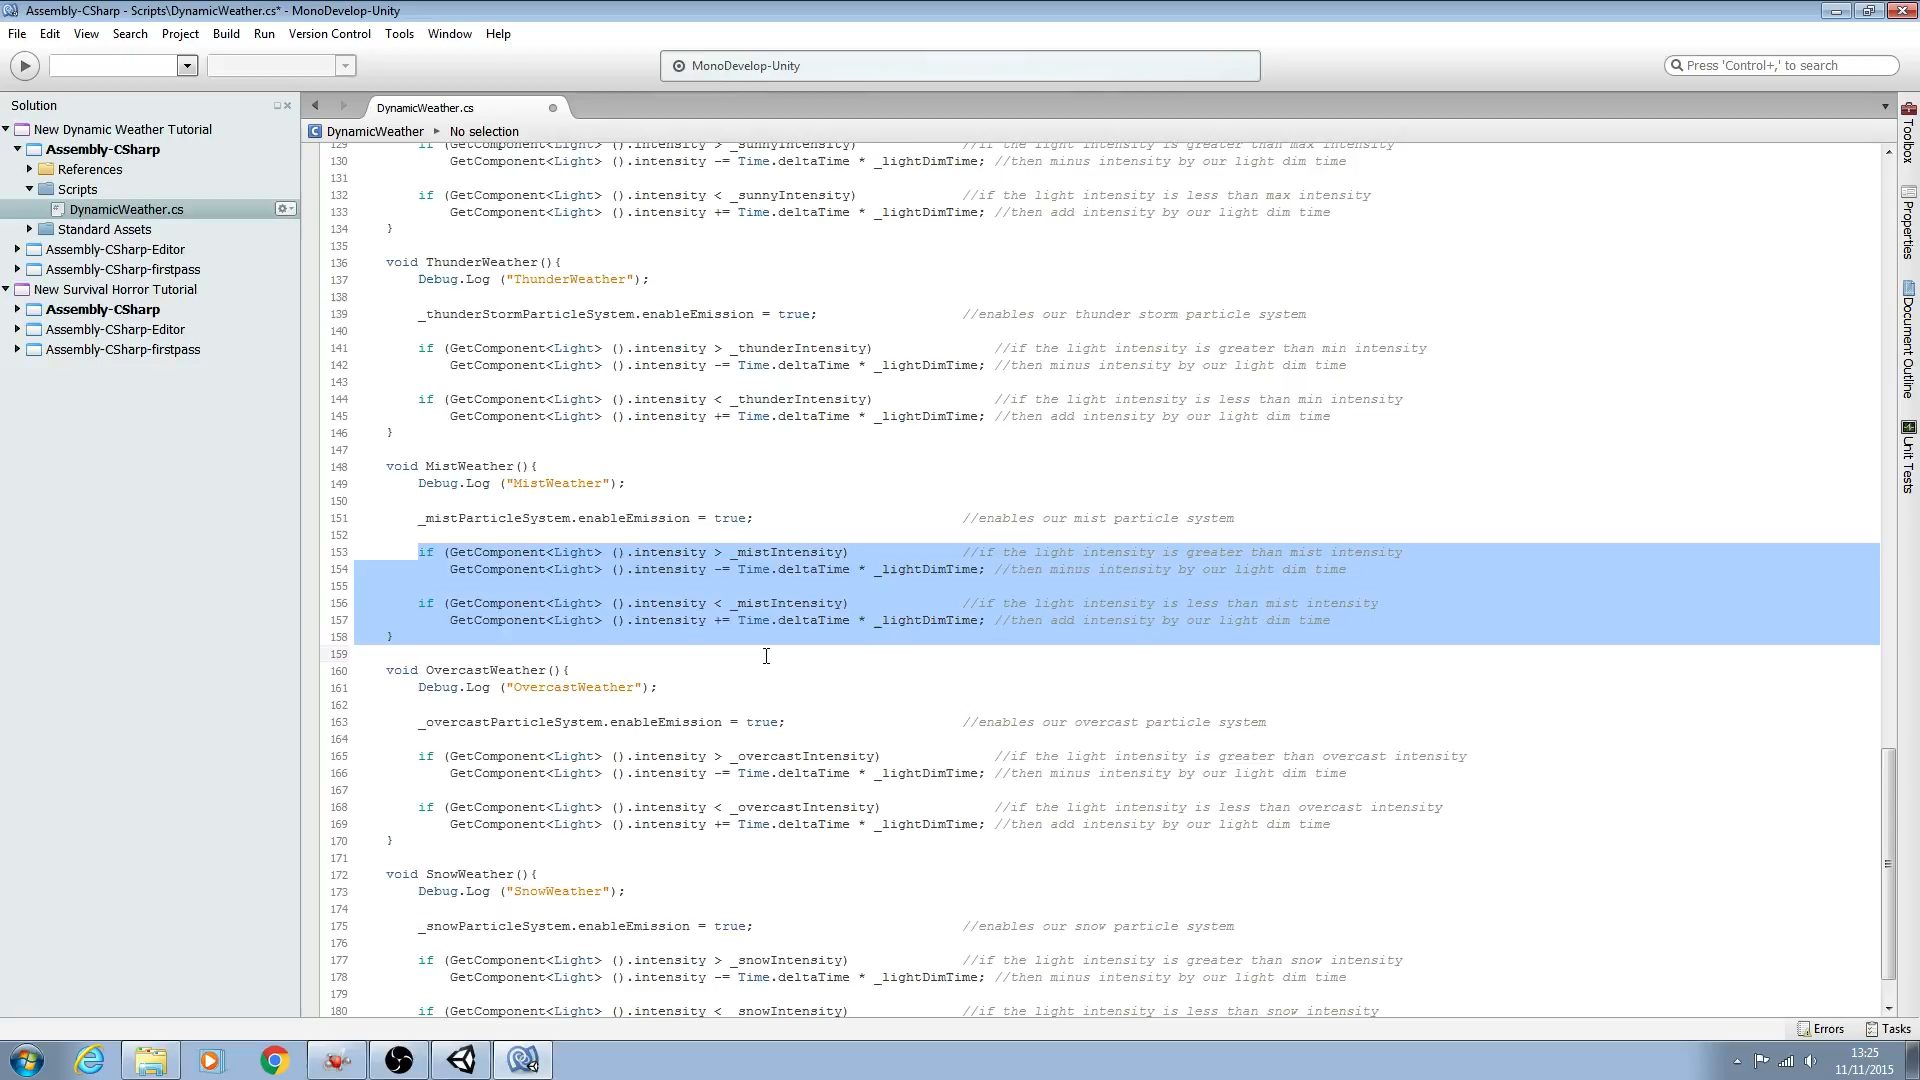 Assembly-CSharp - Scripts\DynamicWeather.cs* - MonoDevelop-Unity
File Edit View Search Project Build Run Version Control Tools Window Help
MonoDevelop-Unity
Press 'Control+,' to search
Solution
New Dynamic Weather Tutorial
Assembly-CSharp
References
Scripts
DynamicWeather.cs
Standard Assets
Assembly-CSharp-Editor
Assembly-CSharp-firstpass
New Survival Horror Tutorial
Assembly-CSharp
Assembly-CSharp-Editor
Assembly-CSharp-firstpass
DynamicWeather.cs
DynamicWeather No selection
129 if (GetComponent<Light> ().intensity > _sunnyIntensity) //if the light intensity is greater than max intensity
130 GetComponent<Light> ().intensity -= Time.deltaTime * _lightDimTime; //then minus intensity by our light dim time
131
132 if (GetComponent<Light> ().intensity < _sunnyIntensity) //if the light intensity is less than max intensity
133 GetComponent<Light> ().intensity += Time.deltaTime * _lightDimTime; //then add intensity by our light dim time
134 }
135
136 void ThunderWeather(){
137 Debug.Log ("ThunderWeather");
138
139 _thunderStormParticleSystem.enableEmission = true; //enables our thunder storm particle system
140
141 if (GetComponent<Light> ().intensity > _thunderIntensity) //if the light intensity is greater than min intensity
142 GetComponent<Light> ().intensity -= Time.deltaTime * _lightDimTime; //then minus intensity by our light dim time
143
144 if (GetComponent<Light> ().intensity < _thunderIntensity) //if the light intensity is less than min intensity
145 GetComponent<Light> ().intensity += Time.deltaTime * _lightDimTime; //then add intensity by our light dim time
146 }
147
148 void MistWeather(){
149 Debug.Log ("MistWeather");
150
151 _mistParticleSystem.enableEmission = true; //enables our mist particle system
152
153 if (GetComponent<Light> ().intensity > _mistIntensity) //if the light intensity is greater than mist intensity
154 GetComponent<Light> ().intensity -= Time.deltaTime * _lightDimTime; //then minus intensity by our light dim time
155
156 if (GetComponent<Light> ().intensity < _mistIntensity) //if the light intensity is less than mist intensity
157 GetComponent<Light> ().intensity += Time.deltaTime * _lightDimTime; //then add intensity by our light dim time
158 }
159
160 void OvercastWeather(){
161 Debug.Log ("OvercastWeather");
162
163 _overcastParticleSystem.enableEmission = true; //enables our overcast particle system
164
165 if (GetComponent<Light> ().intensity > _overcastIntensity) //if the light intensity is greater than overcast intensity
166 GetComponent<Light> ().intensity -= Time.deltaTime * _lightDimTime; //then minus intensity by our light dim time
167
168 if (GetComponent<Light> ().intensity < _overcastIntensity) //if the light intensity is less than overcast intensity
169 GetComponent<Light> ().intensity += Time.deltaTime * _lightDimTime; //then add intensity by our light dim time
170 }
171
172 void SnowWeather(){
173 Debug.Log ("SnowWeather");
174
175 _snowParticleSystem.enableEmission = true; //enables our snow particle system
176
177 if (GetComponent<Light> ().intensity > _snowIntensity) //if the light intensity is greater than snow intensity
178 GetComponent<Light> ().intensity -= Time.deltaTime * _lightDimTime; //then minus intensity by our light dim time
179
180 if (GetComponent<Light> ().intensity < _snowIntensity) //if the light intensity is less than snow intensity
Toolbox
Properties
Document Outline
Unit Tests
Errors Tasks
13:25
11/11/2015